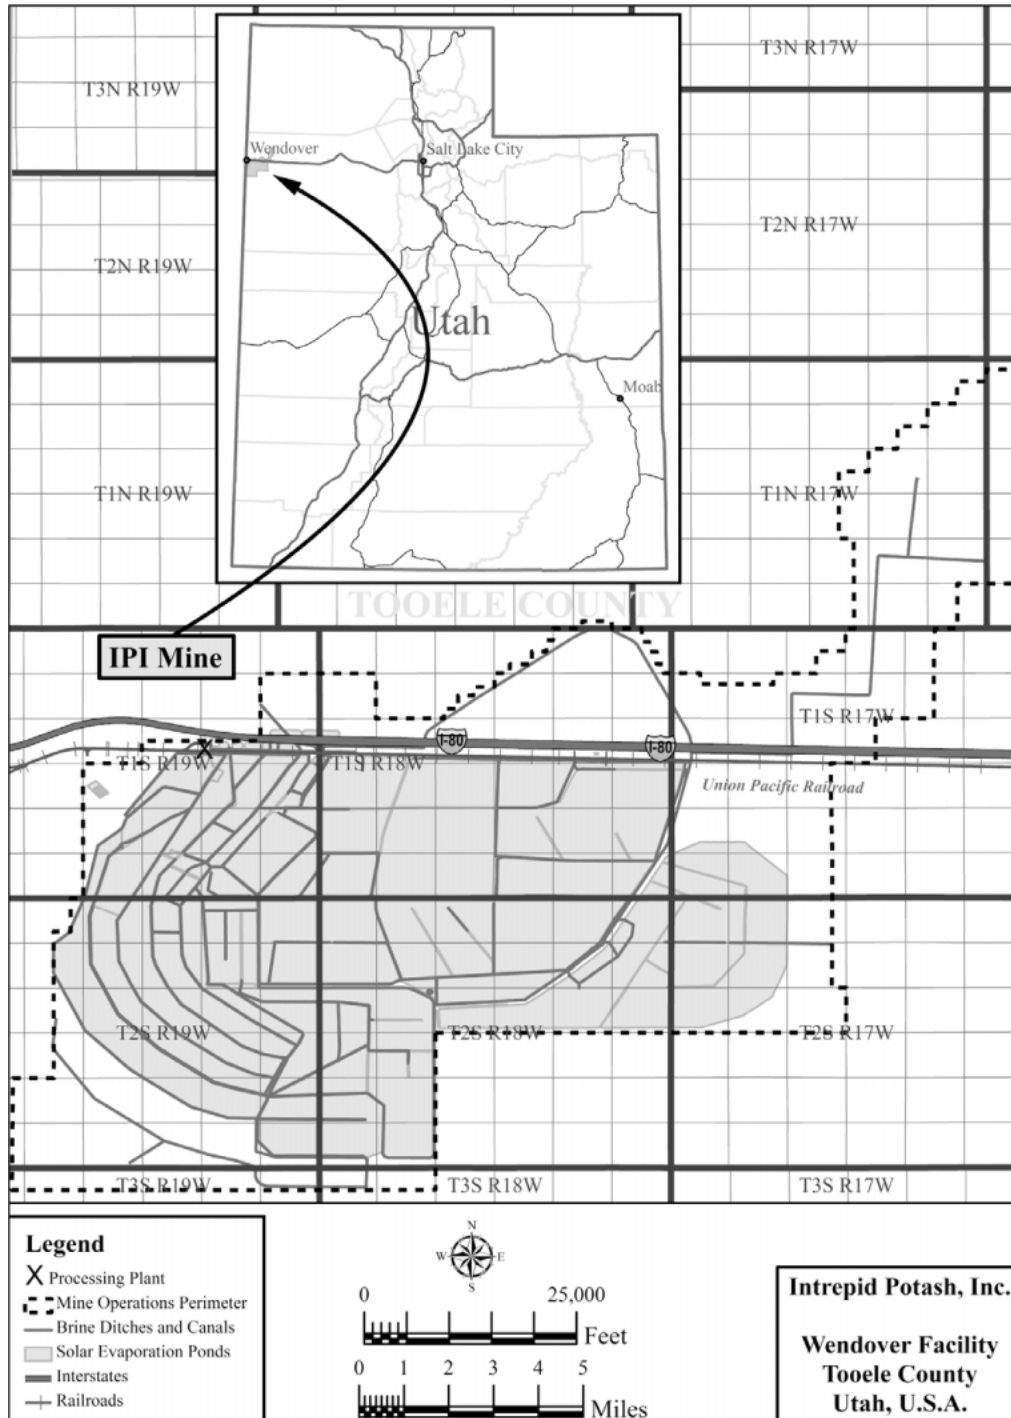 T3N R19W
T3N R17W
Wendover
Salt Lake City
T2N R19W
T2N R17W
Utah
Moab
T1N R19W
T1N R17W
TOOELE COUNTY
IPI Mine
T1S R17W
I-80
I-80
T1S R19W
T1S R18W
Union Pacific Railroad
T2S R19W
T2S R18W
T2S R17W
T3S R19W
T3S R18W
T3S R17W
Legend
X Processing Plant
Mine Operations Perimeter
Brine Ditches and Canals
Solar Evaporation Ponds
Interstates
Railroads
N
W E
S
0 25,000
Feet
0 1 2 3 4 5
Miles
Intrepid Potash, Inc.
Wendover Facility
Tooele County
Utah, U.S.A.